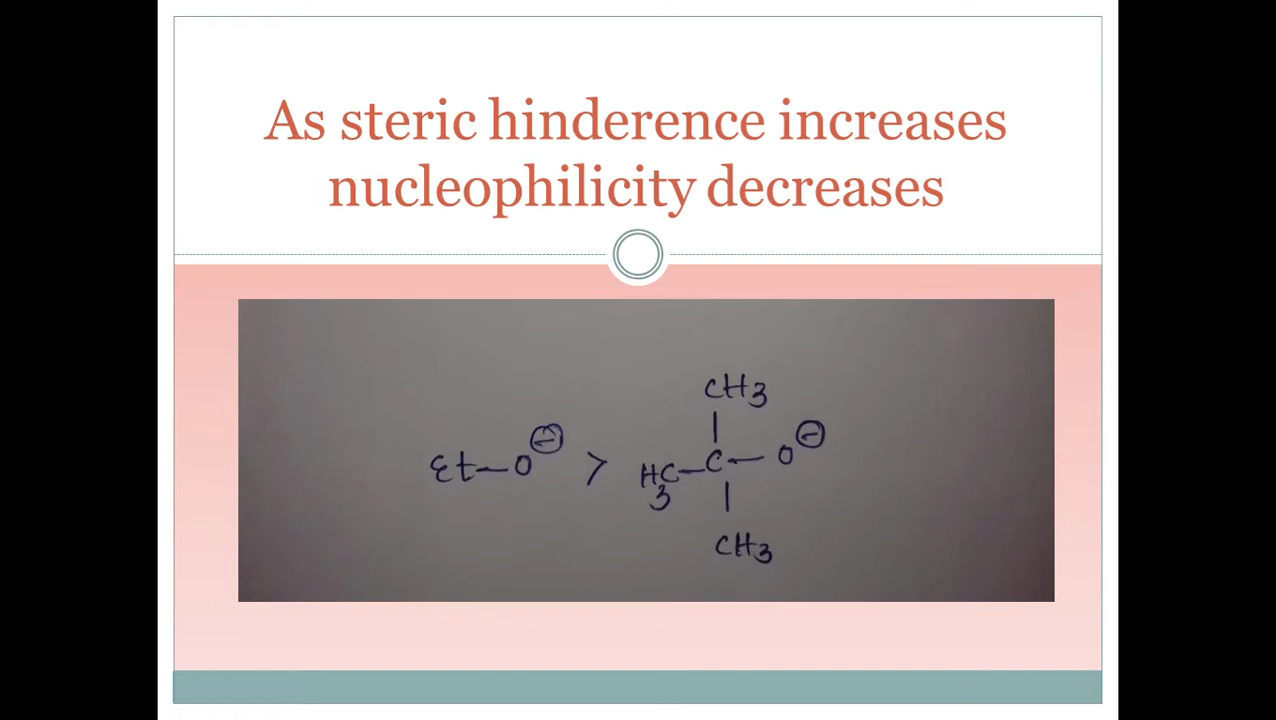 As steric hinderence increases
nucleophilicity decreases
CH3
Et-O⊖ > H3C-C-O⊖
CH3